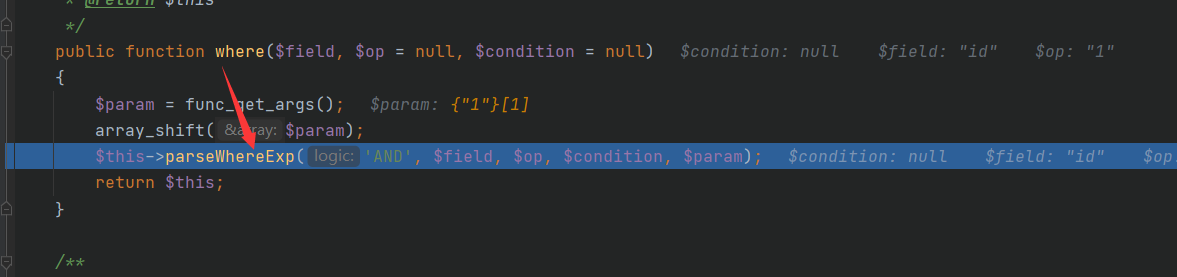 * @return $this
*/
public function where($field, $op = null, $condition = null) $condition: null $field: "id" $op: "1"
{
$param = func_get_args(); $param: {"1"}[1]
array_shift( &array: $param);
$this->parseWhereExp( logic: 'AND', $field, $op, $condition, $param); $condition: null $field: "id" $op:
return $this;
}
/**